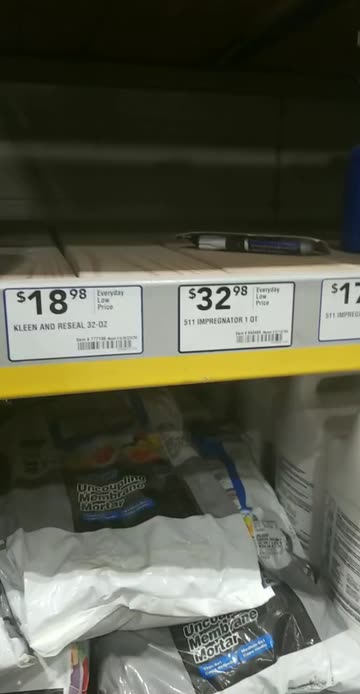 $18.98
Everyday
Low
Price
KLEEN AND RESEAL 32-OZ
$32.98
Everyday
Low
Price
511 IMPREGNATOR 1 QT
$17
511 IMPREG
Uncoupling
Membrane
Mortar
Membrane
Mortar